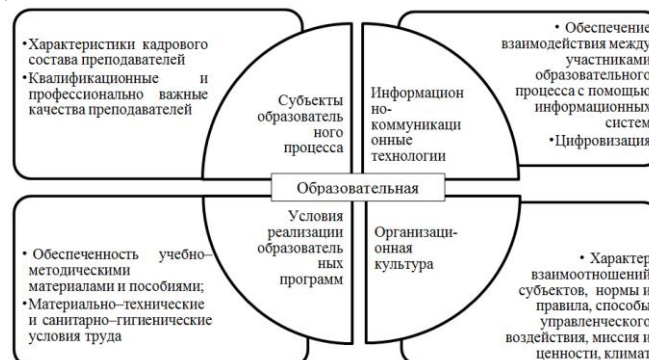 •Характеристики кадрового
состава преподавателей
•Квалификационные и
профессионально важные
качества преподавателей
Субъекты
образователь
ного
процесса
Информацион
но-
коммуникаци
онные
технологии
• Обеспечение
взаимодействия между
участниками
образовательного
процесса с помощью
информационных
систем
•Цифровизация
Образовательная
• Обеспеченность учебно–
методическими
материалами и пособиями;
• Материально–технические
и санитарно–гигиенические
условия труда
Условия
реализации
образователь
ных
программ
Организаци-
онная
культура
• Характер
взаимоотношений
субъектов, нормы и
правила, способы
управленческого
воздействия, миссия и
ценности, климат